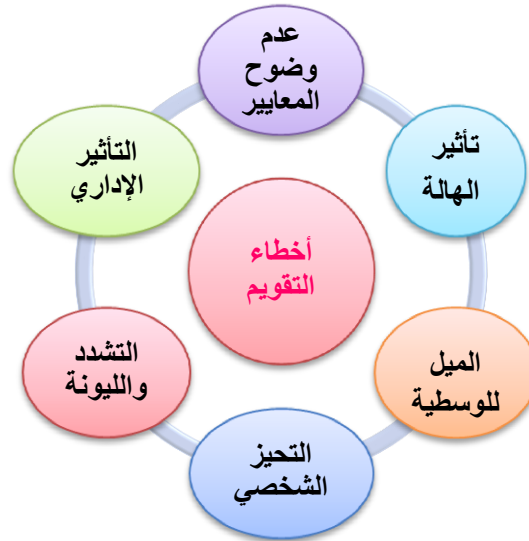 عدم
وضوح
المعايير
تأثير
الهالة
الميل
للوسطية
التحيز
الشخصي
التشدد
والليونة
التأثير
الإداري
أخطاء
التقويم